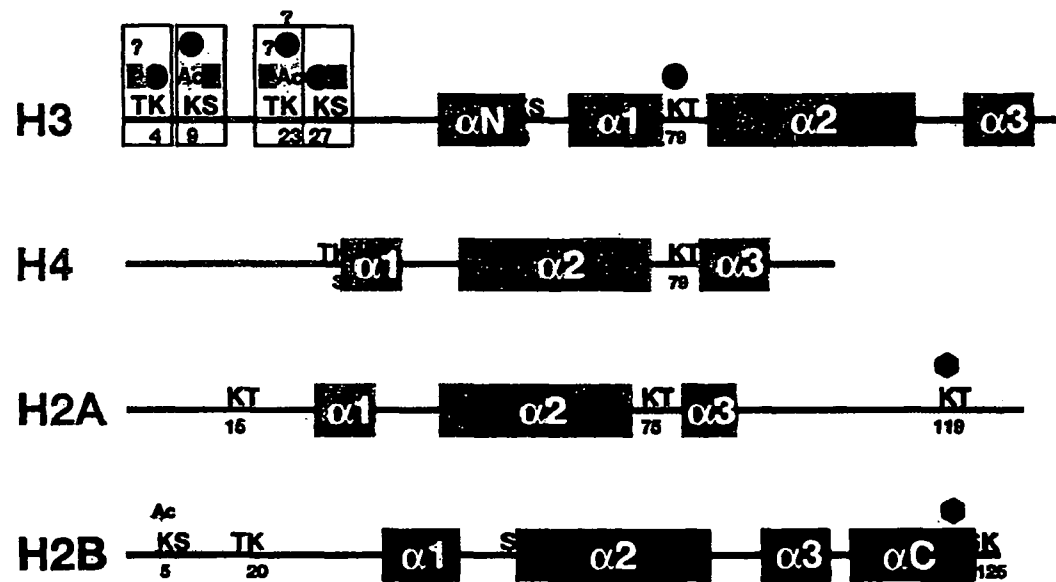 ?
? ?
Ac Ac
TK KS TK KS S KT
H3 αN α1 α2 α3
4 9 23 27 79
KT
H4 α1 α2 α3
79
KT KT KT
H2A α1 α2 α3
15 75 119
Ac
KS TK S
H2B α1 α2 α3 αC
5 20 125